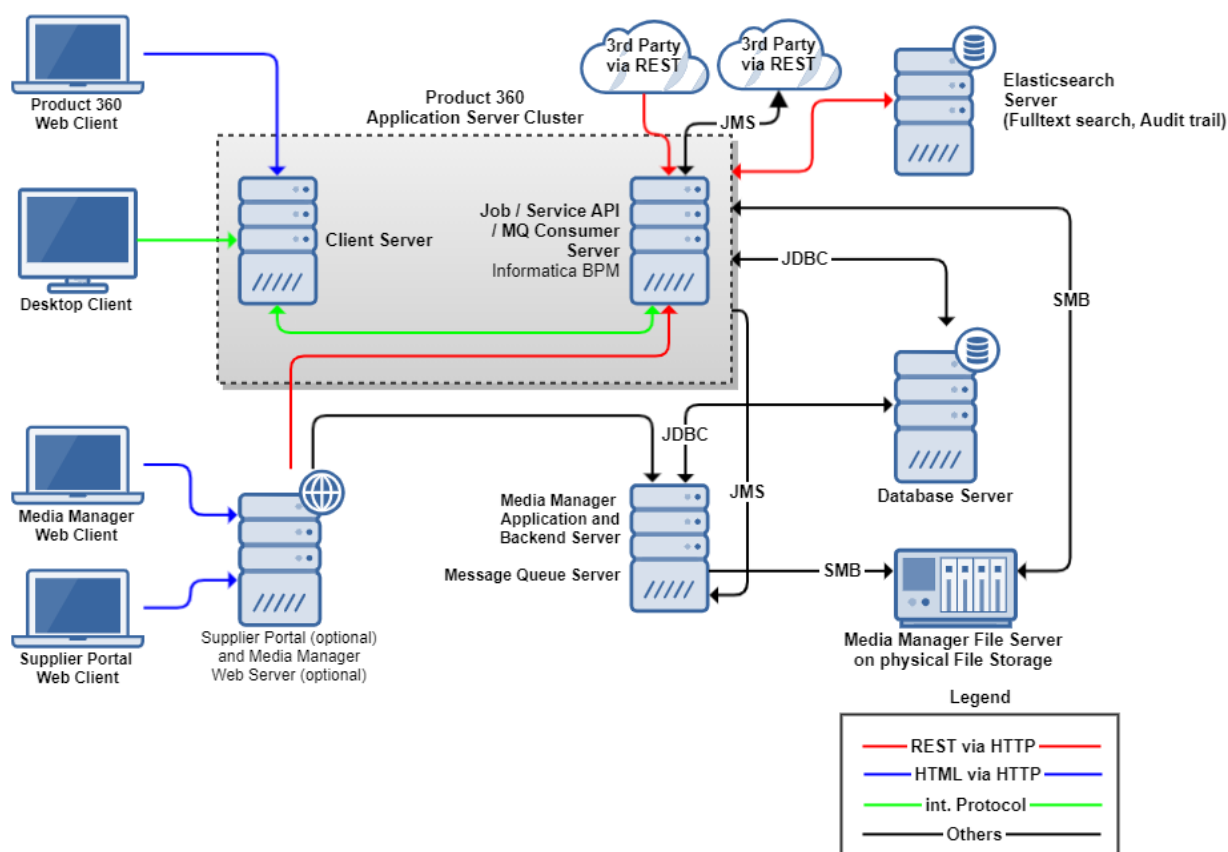 3rd Party
via REST
3rd Party
via REST
Product 360
Web Client
Product 360
Application Server Cluster
JMS
Elasticsearch
Server
(Fulltext search, Audit trail)
Client Server
Job / Service API
/ MQ Consumer
Server
Informatica BPM
JDBC
SMB
Desktop Client
JDBC
JMS
Database Server
Media Manager
Web Client
Media Manager
Application and
Backend Server
Message Queue Server
SMB
Supplier Portal
Web Client
Supplier Portal (optional)
and Media Manager
Web Server (optional)
Media Manager File Server
on physical File Storage
Legend
REST via HTTP
HTML via HTTP
int. Protocol
Others